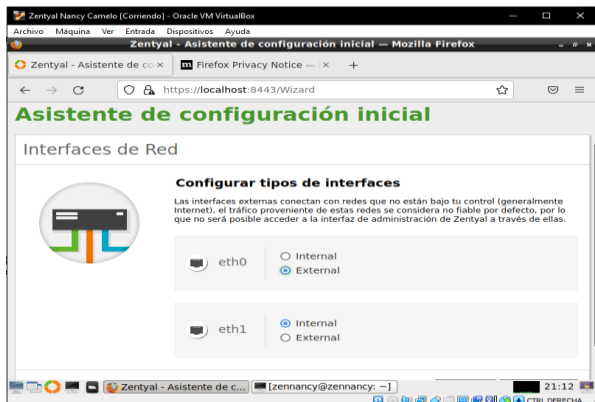 Zentyal Nancy Camelo [Corriendo] - Oracle VM VirtualBox
Archivo Máquina Ver Entrada Dispositivos Ayuda
Zentyal - Asistente de configuración inicial — Mozilla Firefox
Zentyal - Asistente de co × Firefox Privacy Notice — × +
https://localhost:8443/Wizard
Asistente de configuración inicial
Interfaces de Red
Configurar tipos de interfaces
Las interfaces externas conectan con redes que no están bajo tu control (generalmente
Internet), el tráfico proveniente de estas redes se considera no fiable por defecto, por lo
que no será posible acceder a la interfaz de administración de Zentyal a través de ellas.
eth0
Internal
External
eth1
Internal
External
Zentyal - Asistente de c... [zennancy@zennancy: ~] 21:12
CTRL DERECHA